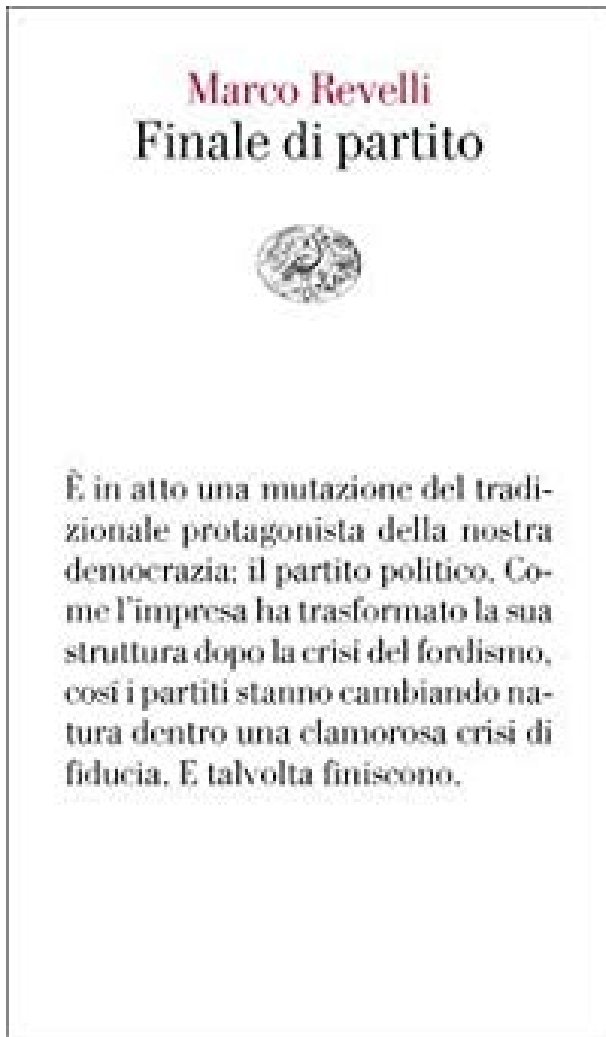 Marco Revelli
Finale di partito
È in atto una mutazione del tradi-
zionale protagonista della nostra
democrazia: il partito politico. Co-
me l'impresa ha trasformato la sua
struttura dopo la crisi del fordismo,
cosí i partiti stanno cambiando na-
tura dentro una clamorosa crisi di
fiducia. E talvolta finiscono.